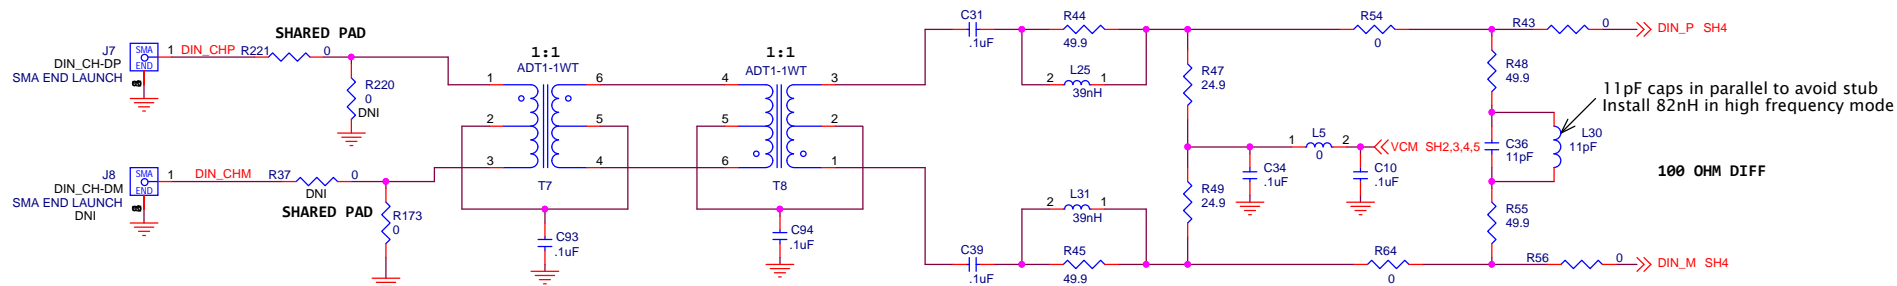 J7
DIN_CH-DP
SMA END LAUNCH
SMA
END
1
DIN_CHP
R221
0
SHARED PAD
R220
0
DNI
J8
DIN_CH-DM
SMA END LAUNCH
DNI
SMA
END
1
DIN_CHM
R37
0
DNI
SHARED PAD
R173
0
1:1
ADT1-1WT
1
2
3
6
5
4
T7
C93
.1uF
1:1
ADT1-1WT
4
5
6
3
2
1
T8
C94
.1uF
C31
.1uF
R44
49.9
2
L25
1
39nH
C39
.1uF
2
L31
1
39nH
R45
49.9
R47
24.9
R49
24.9
C34
.1uF
1
L5
2
0
VCM SH2,3,4,5
C10
.1uF
R54
0
R64
0
R43
0
DIN_P SH4
R48
49.9
11pF caps in parallel to avoid stub
Install 82nH in high frequency mode
C36
11pF
L30
11pF
100 OHM DIFF
R55
49.9
R56
0
DIN_M SH4